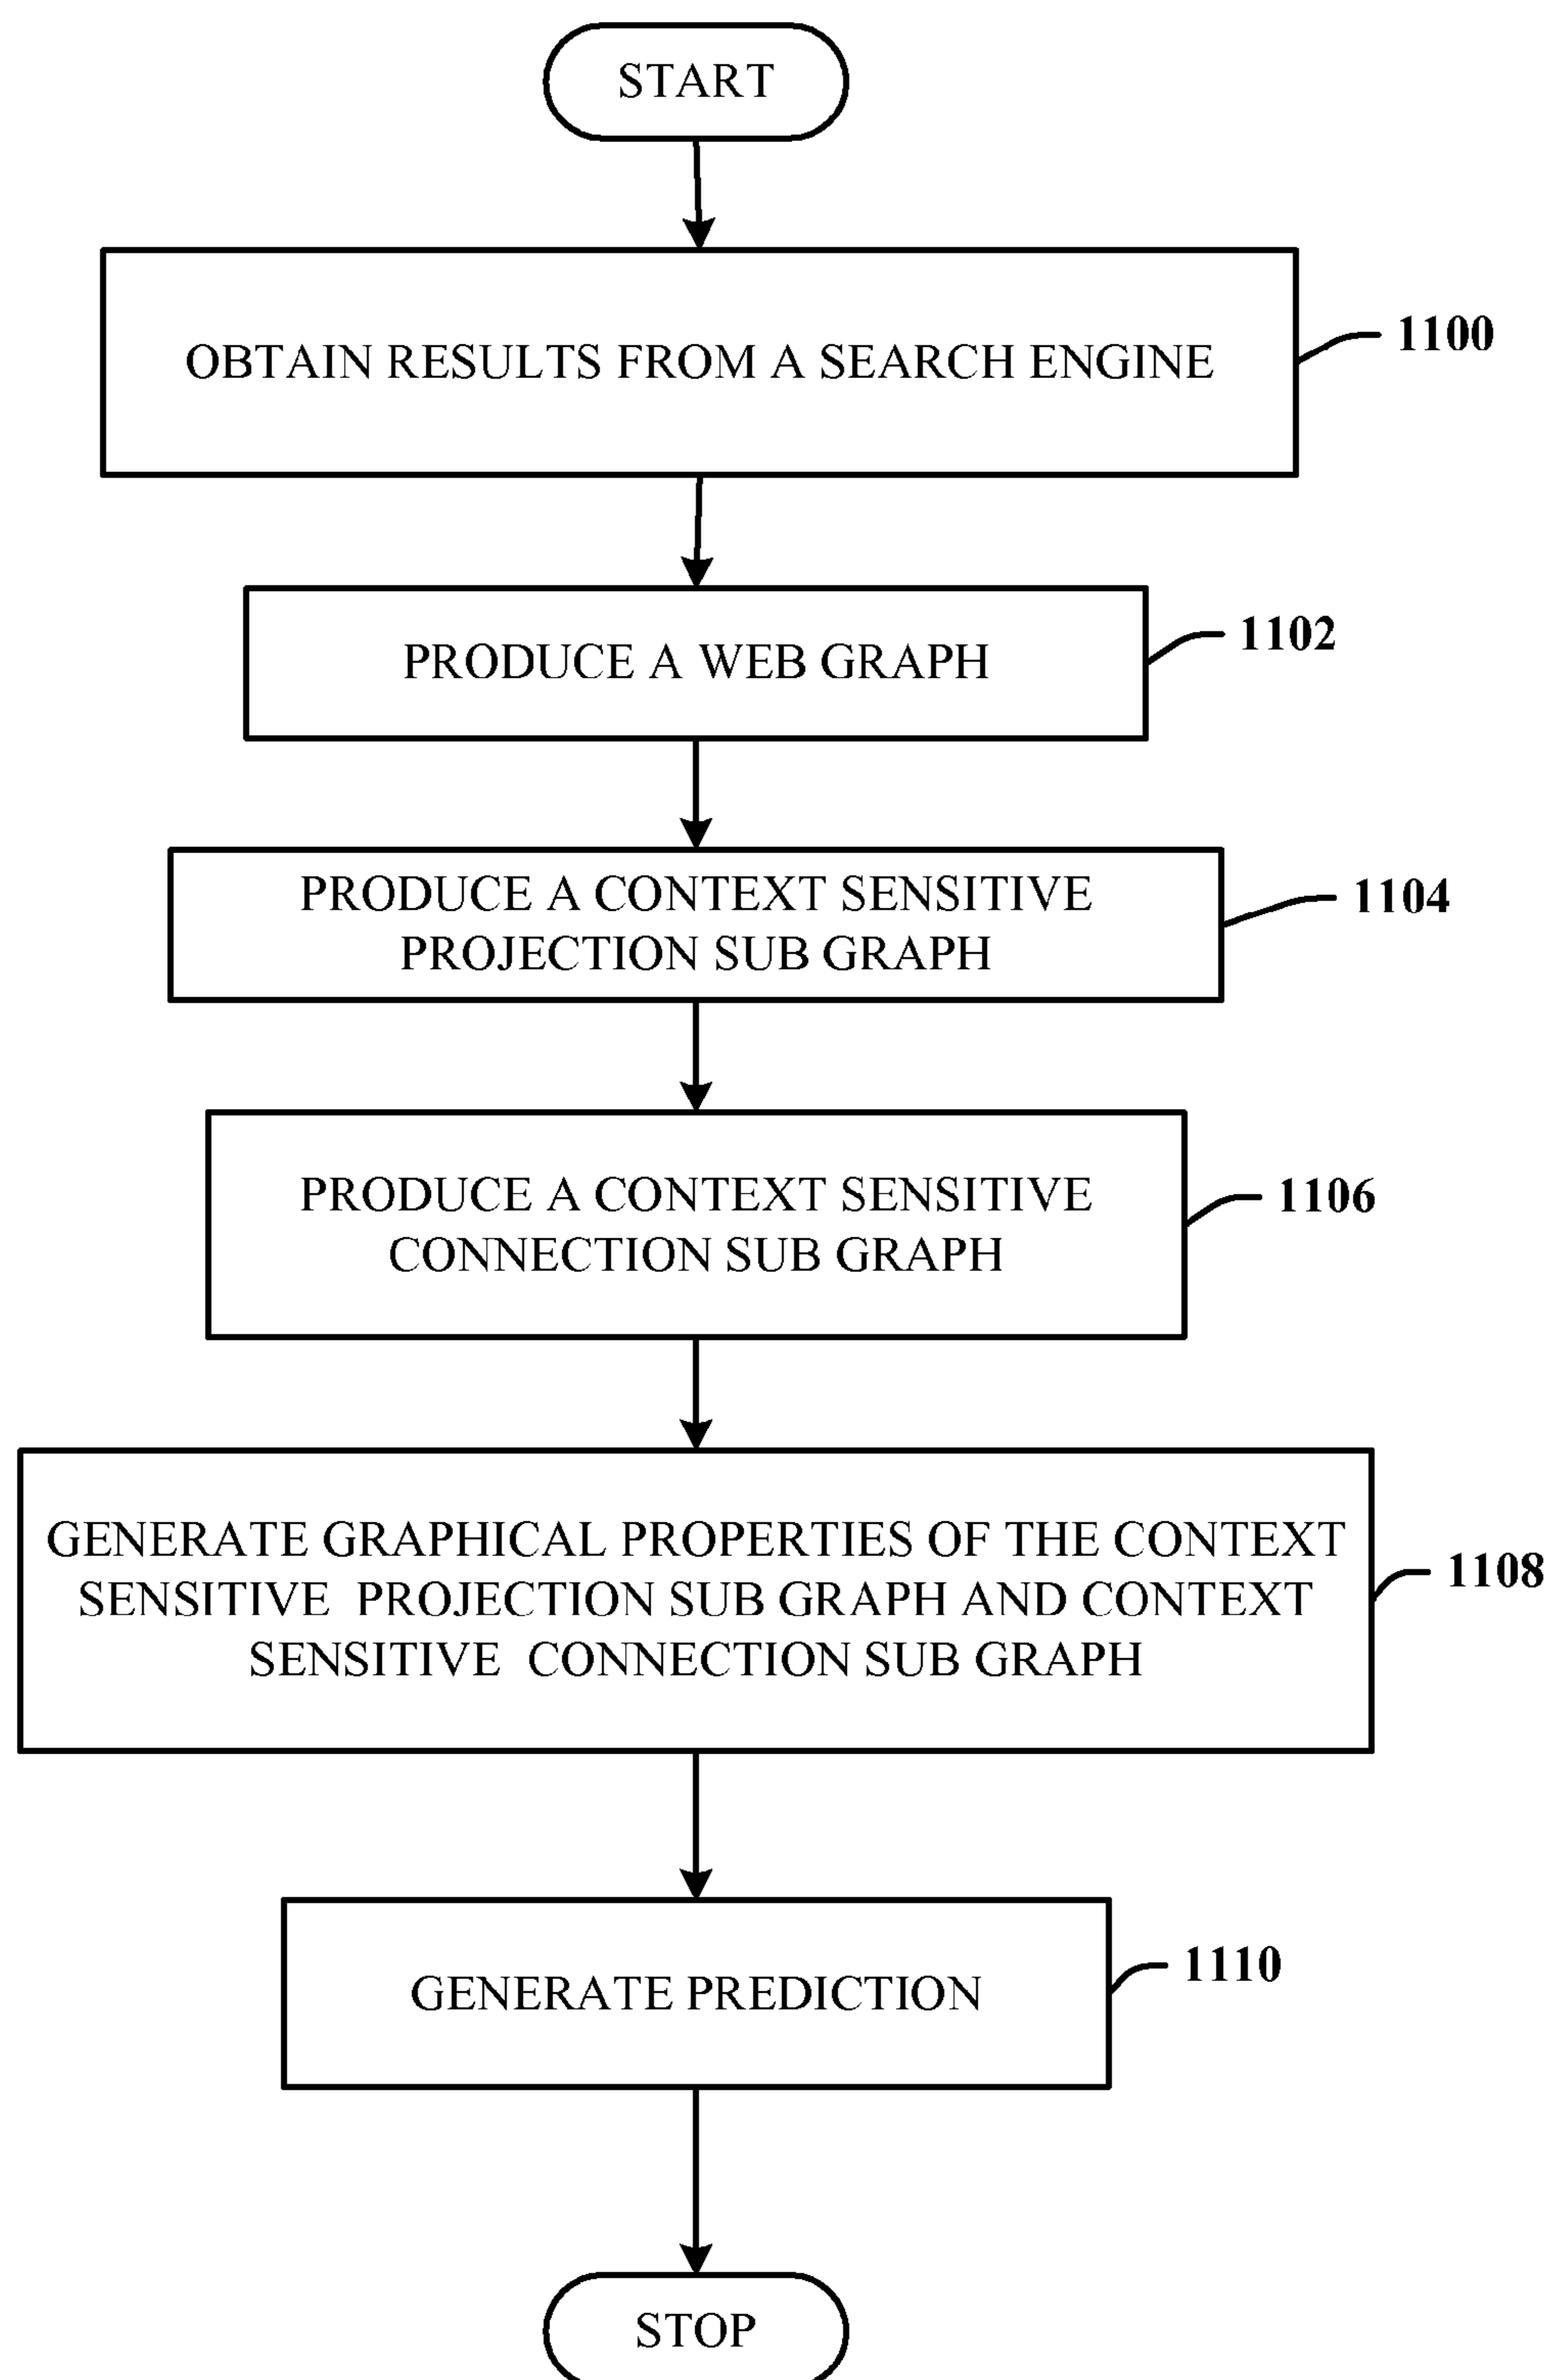 START
OBTAIN RESULTS FROM A SEARCH ENGINE
1100
PRODUCE A WEB GRAPH
1102
PRODUCE A CONTEXT SENSITIVE
PROJECTION SUB GRAPH
1104
PRODUCE A CONTEXT SENSITIVE
CONNECTION SUB GRAPH
1106
GENERATE GRAPHICAL PROPERTIES OF THE CONTEXT
SENSITIVE PROJECTION SUB GRAPH AND CONTEXT
SENSITIVE CONNECTION SUB GRAPH
1108
GENERATE PREDICTION
1110
STOP